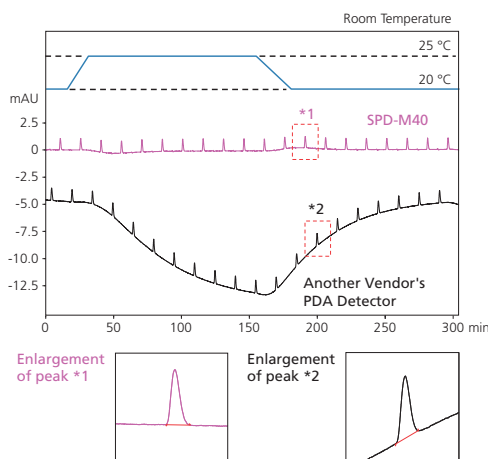 Room Temperature
25 °C
20 °C
mAU
*1
SPD-M40
2.5
0
-2.5
-5.0
*2
-7.5
-10.0
Another Vendor's
PDA Detector
-12.5
0 50 100 150 200 250 300 min
Enlargement
of peak *1
Enlargement
of peak *2